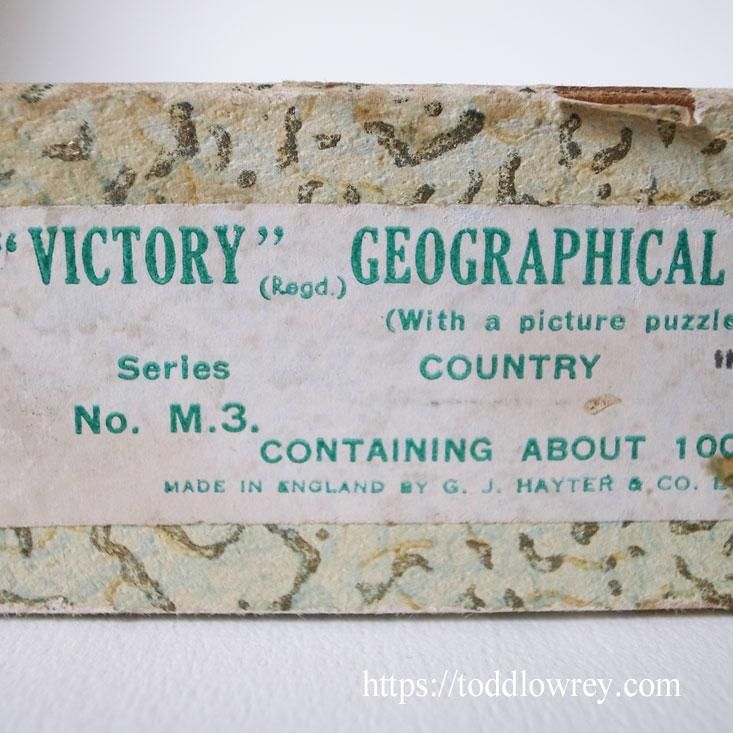 "VICTORY" (Regd.) GEOGRAPHICAL
(With a picture puzzle
Series COUNTRY
No. M.3.
CONTAINING ABOUT 100
MADE IN ENGLAND BY G. J. HAYTER & CO.
https://toddlowrey.com